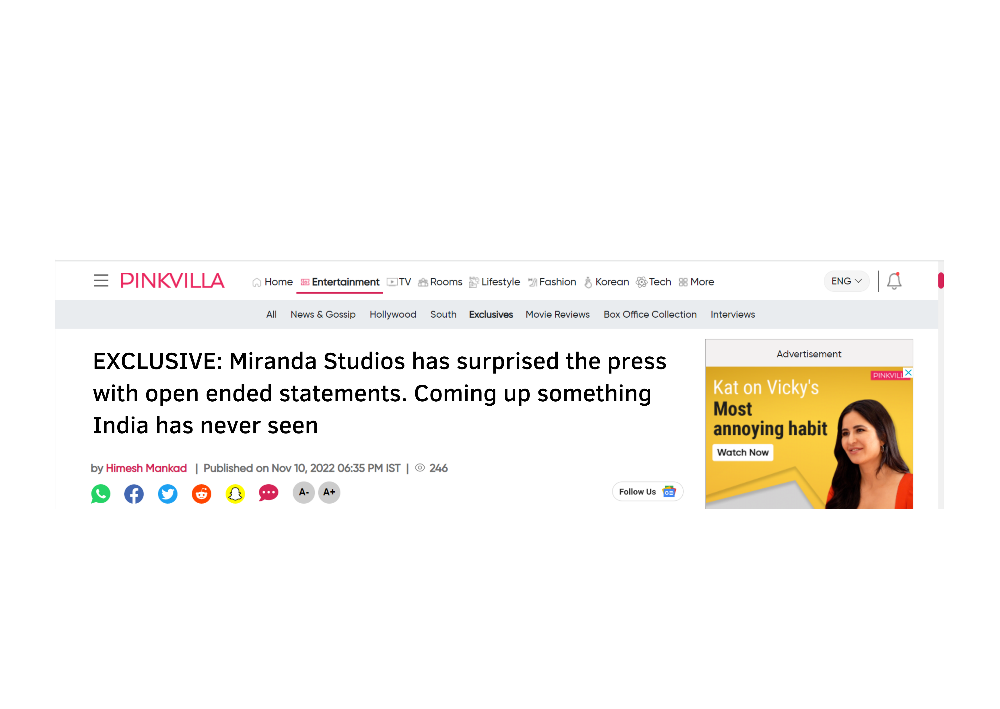 PINKVILLA Home Entertainment TV Rooms Lifestyle Fashion Korean Tech More ENG
All News & Gossip Hollywood South Exclusives Movie Reviews Box Office Collection Interviews
EXCLUSIVE: Miranda Studios has surprised the press
with open ended statements. Coming up something
India has never seen
by Himesh Mankad | Published on Nov 10, 2022 06:35 PM IST | 246
A- A+
Follow Us GE
Advertisement
PINKVILL
Kat on Vicky's
Most
annoying habit
Watch Now